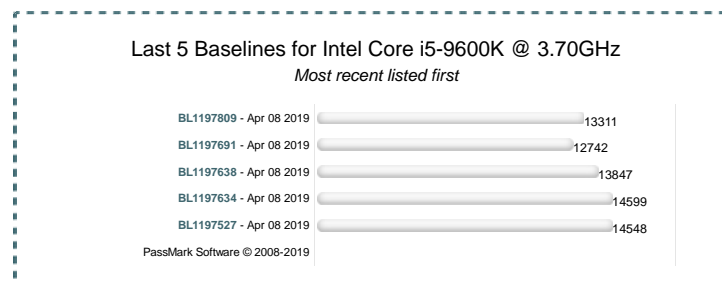 Last 5 Baselines for Intel Core i5-9600K @ 3.70GHz
Most recent listed first
BL1197809 - Apr 08 2019 13311
BL1197691 - Apr 08 2019 12742
BL1197638 - Apr 08 2019 13847
BL1197634 - Apr 08 2019 14599
BL1197527 - Apr 08 2019 14548
PassMark Software © 2008-2019